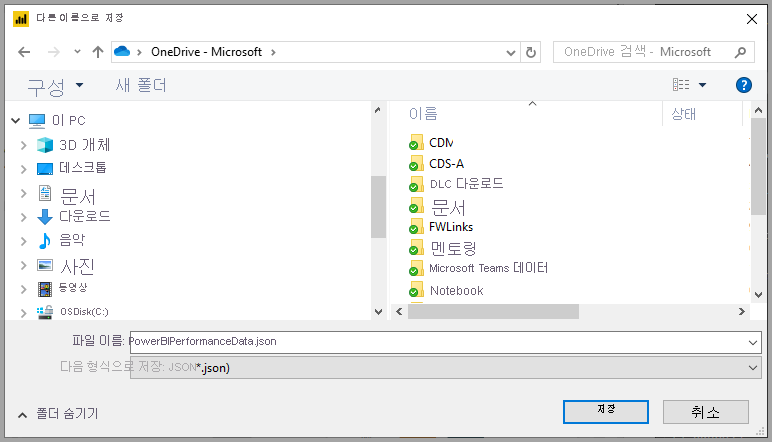 다른 이름으로 저장
OneDrive - Microsoft
OneDrive 검색 - Microsoft
구성
새 폴더
이 PC
3D 개체
데스크톱
문서
다운로드
음악
사진
동영상
OSDisk(C:)
이름
상태
CDM
CDS-A
DLC 다운로드
문서
FWLinks
멘토링
Microsoft Teams 데이터
Notebook
파일 이름: PowerBIPerformanceData.json
다음 형식으로 저장: JSON*.json)
폴더 숨기기
저장
취소